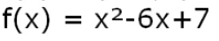 f(x) = x²-6x+7